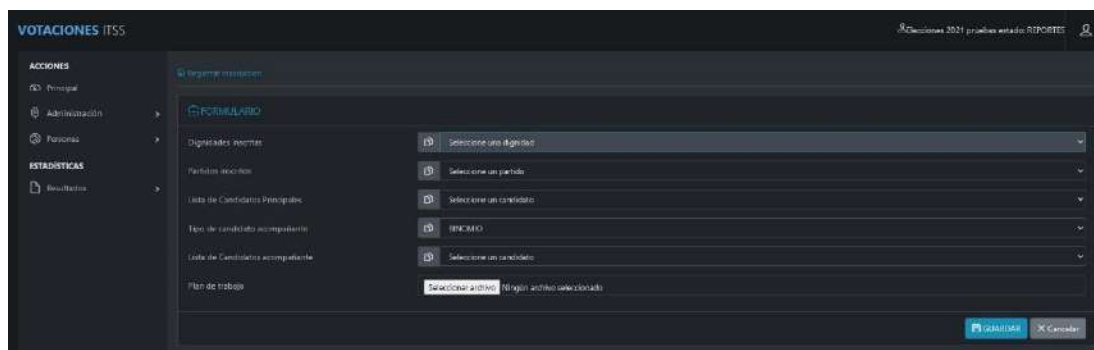 VOTACIONES ITSS
Elecciones 2021 pruebas estado: REPORTES
ACCIONES
Principal
Administración
Personas
ESTADÍSTICAS
Resultados
Registrar inscripcion
FORMULARIO
Dignidades inscritas Seleccione una dignidad
Partidos inscritos Seleccione un partido
Lista de Candidatos Principales Seleccione un candidato
Tipo de candidato acompañante BINOMIO
Lista de Candidatos acompañante Seleccione un candidato
Plan de trabajo Seleccionar archivo Ningún archivo seleccionado
GUARDAR Cancelar